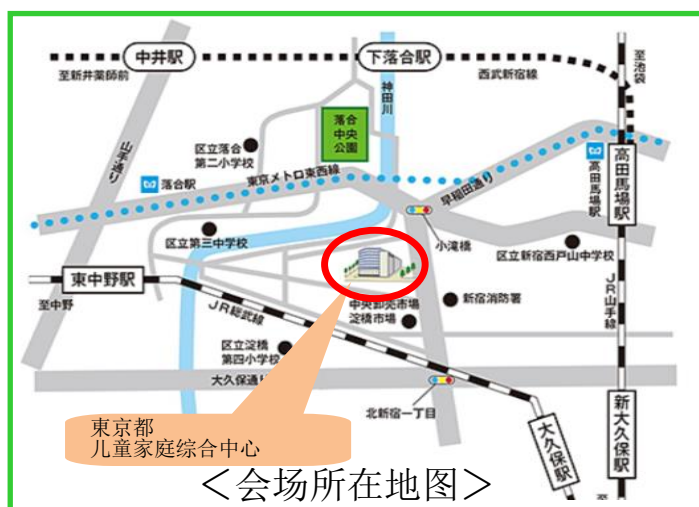 中井駅
下落合駅
至新井薬師前
西武新宿線
至池袋
神田川
山手通り
落合
中央
公園
区立落合
第二小学校
落合駅
東京メトロ東西線
早稲田通り
高田馬場駅
高田馬場駅
区立第三中学校
小滝橋
区立新宿西戸山中学校
東中野駅
至中野
JR総武線
中央卸売市場
淀橋市場
新宿消防署
JR山手線
区立淀橋
第四小学校
大久保通り
北新宿一丁目
大久保駅
新大久保駅
至
東京都
儿童家庭综合中心
＜会场所在地图＞